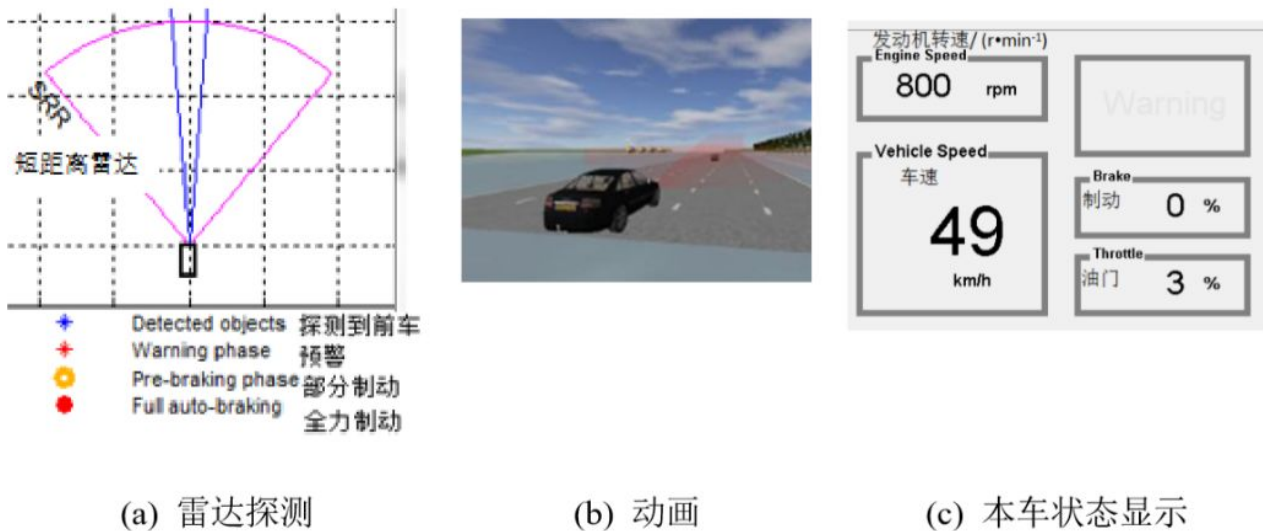 SRR
短距离雷达
Detected objects 探测到前车
Warning phase 预警
Pre-braking phase 部分制动
Full auto-braking 全力制动
(a) 雷达探测
(b) 动画
发动机转速/ (r•min⁻¹)
Engine Speed
800 rpm
Warning
Vehicle Speed
车速
49
km/h
Brake
制动 0 %
Throttle
油门 3 %
(c) 本车状态显示